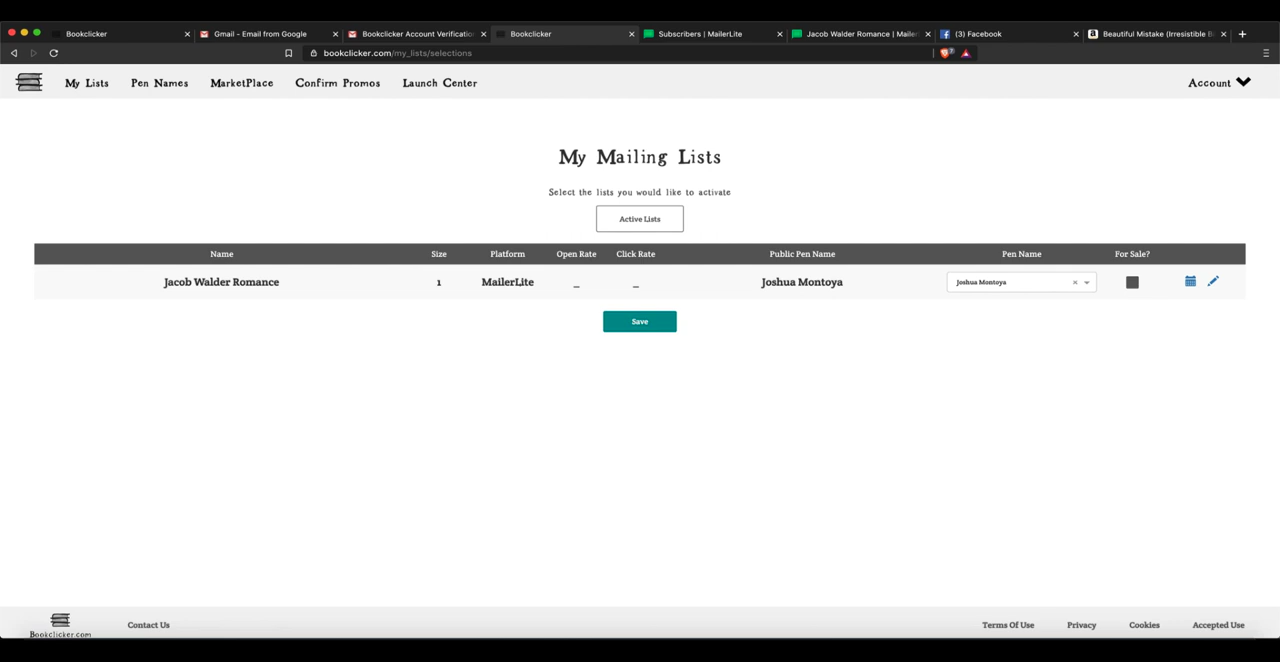 Bookclicker
Gmail - Email from Google
Bookclicker Account Verificatio
Bookclicker
Subscribers | MailerLite
Jacob Walder Romance | Mailer
(3) Facebook
Beautiful Mistake (Irresistible B
bookclicker.com/my_lists/selections
My Lists
Pen Names
MarketPlace
Confirm Promos
Launch Center
Account
My Mailing Lists
Select the lists you would like to activate
Active Lists
Name Size Platform Open Rate Click Rate Public Pen Name Pen Name For Sale?
Jacob Walder Romance 1 MailerLite _ _ Joshua Montoya Joshua Montoya
Save
Bookclicker.com
Contact Us
Terms Of Use
Privacy
Cookies
Accepted Use